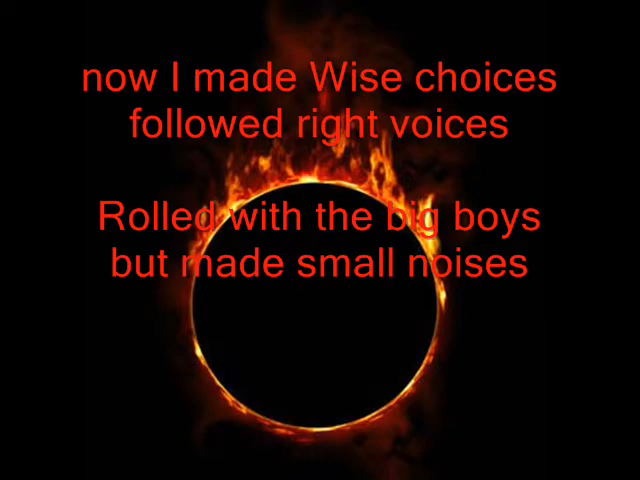 now I made Wise choices
followed right voices
Rolled with the big boys
but made small noises